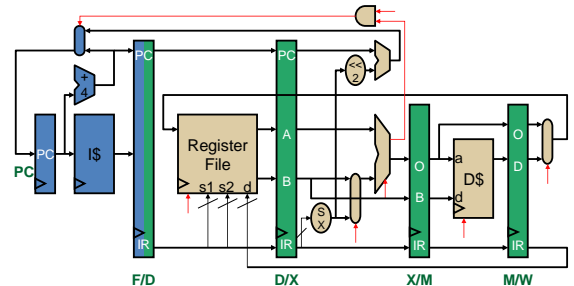 PC
PC
<<
2
+
4
PC
I$
Register
File
s1 s2 d
A
B
S
X
O
B
a
d
D$
O
D
IR
IR
IR
IR
PC
F/D
D/X
X/M
M/W